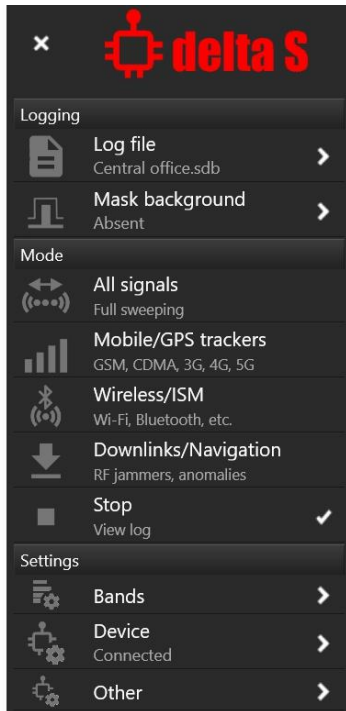 delta S
Logging
Log file
Central office.sdb
Mask background
Absent
Mode
All signals
Full sweeping
Mobile/GPS trackers
GSM, CDMA, 3G, 4G, 5G
Wireless/ISM
Wi-Fi, Bluetooth, etc.
Downlinks/Navigation
RF jammers, anomalies
Stop
View log
Settings
Bands
Device
Connected
Other